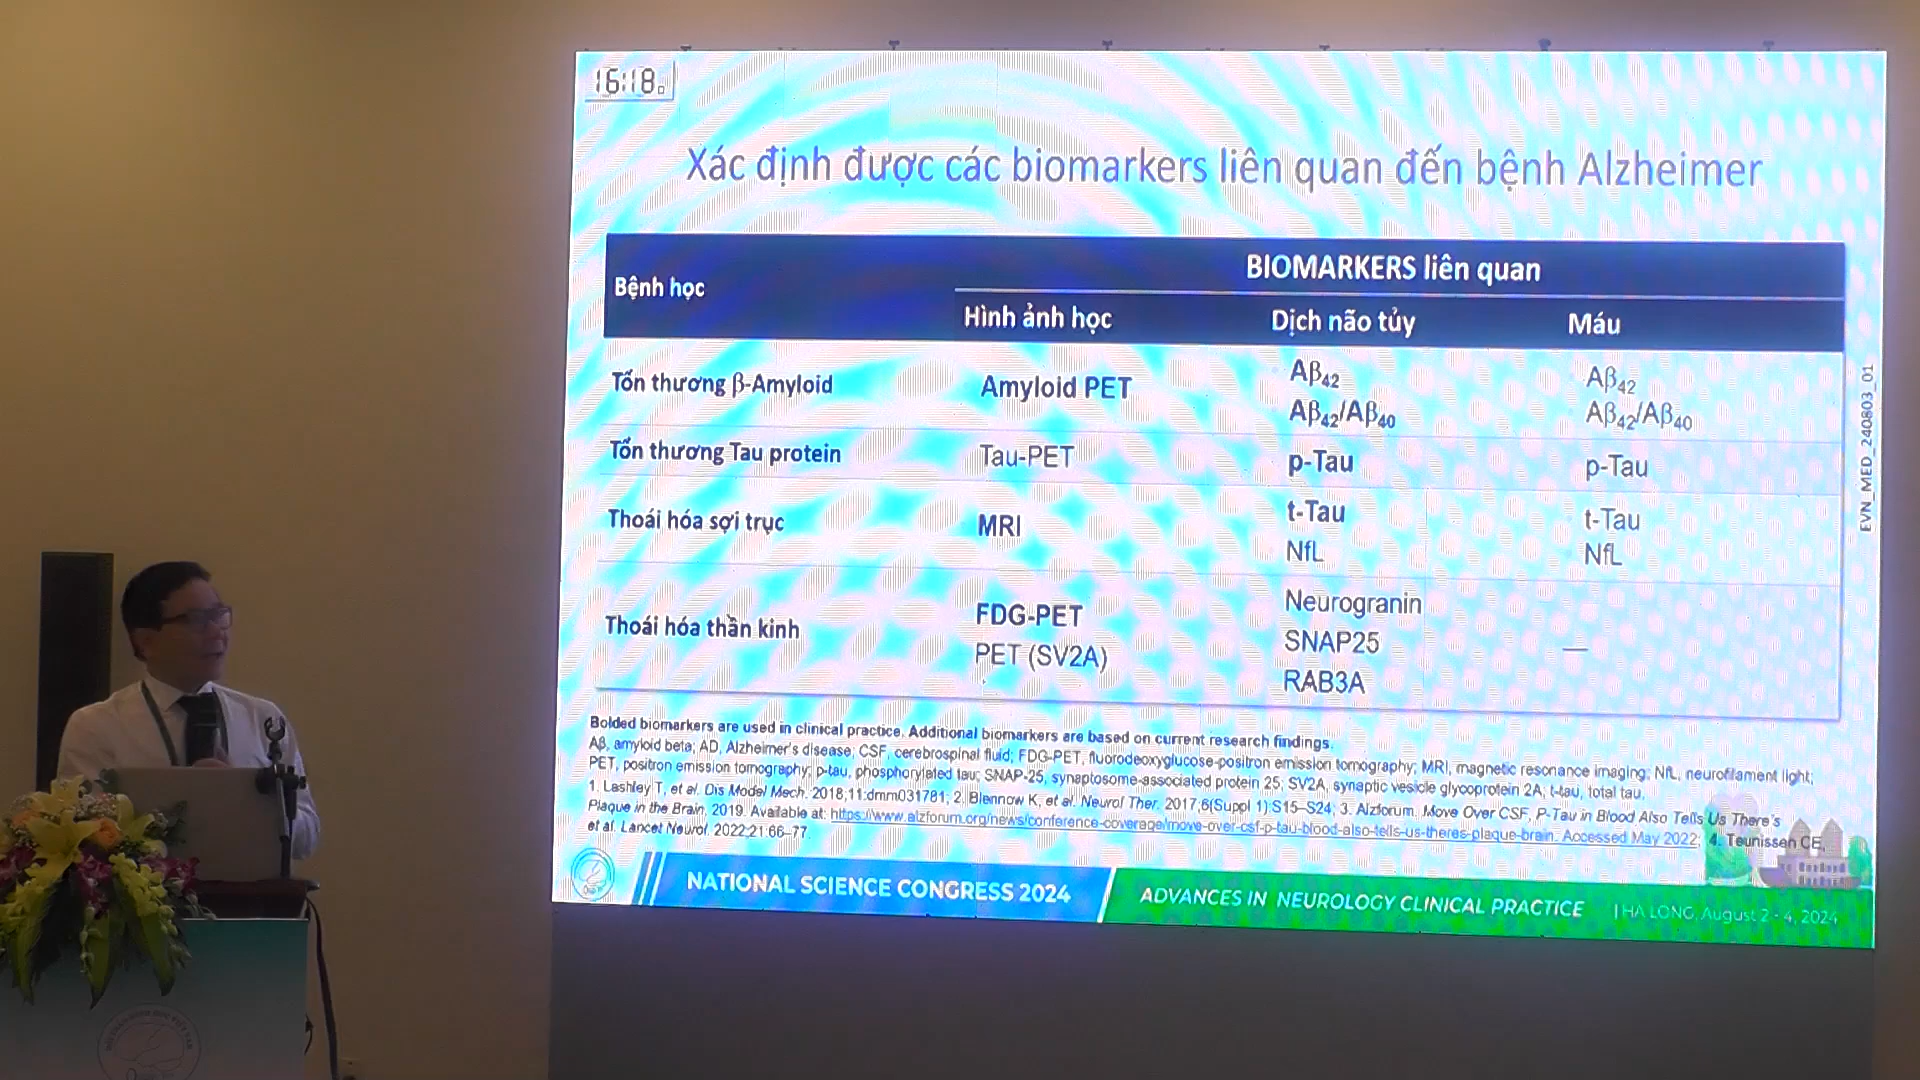 16:18
Xác định được các biomarkers liên quan đến bệnh Alzheimer
Bệnh học
BIOMARKERS liên quan
Hình ảnh học
Dịch não tủy
Máu
Tổn thương β-Amyloid
Amyloid PET
Aβ42
Aβ42/Aβ40
Aβ42
Aβ42/Aβ40
Tổn thương Tau protein
Tau-PET
p-Tau
p-Tau
Thoái hóa sợi trục
MRI
t-Tau
NfL
t-Tau
NfL
Thoái hóa thần kinh
FDG-PET
PET (SV2A)
Neurogranin
SNAP25
RAB3A
—
Bolded biomarkers are used in clinical practice. Additional biomarkers are based on current research findings.
Aβ, amyloid beta; AD, Alzheimer's disease; CSF, cerebrospinal fluid; FDG-PET, fluorodeoxyglucose-positron emission tomography; MRI, magnetic resonance imaging; NfL, neurofilament light;
PET, positron emission tomography; p-tau, phosphorylated tau; SNAP-25, synaptosome-associated protein 25; SV2A, synaptic vesicle glycoprotein 2A; t-tau, total tau.
1. Lashley T, et al. Dis Model Mech. 2018;11:dmm031781; 2. Blennow K, et al. Neurol Ther. 2017;6(Suppl 1):S15–S24; 3. Alzforum. Move Over CSF, P-Tau in Blood Also Tells Us There's
Plaque in the Brain. 2019. Available at: https://www.alzforum.org/news/conference-coverage/move-over-csf-p-tau-blood-also-tells-us-theres-plaque-brain. Accessed May 2022; 4. Teunissen CE,
et al. Lancet Neurol. 2022;21:66–77.
EVN_MED_240803_01
NATIONAL SCIENCE CONGRESS 2024
ADVANCES IN NEUROLOGY CLINICAL PRACTICE
| HA LONG, August 2 - 4, 2024